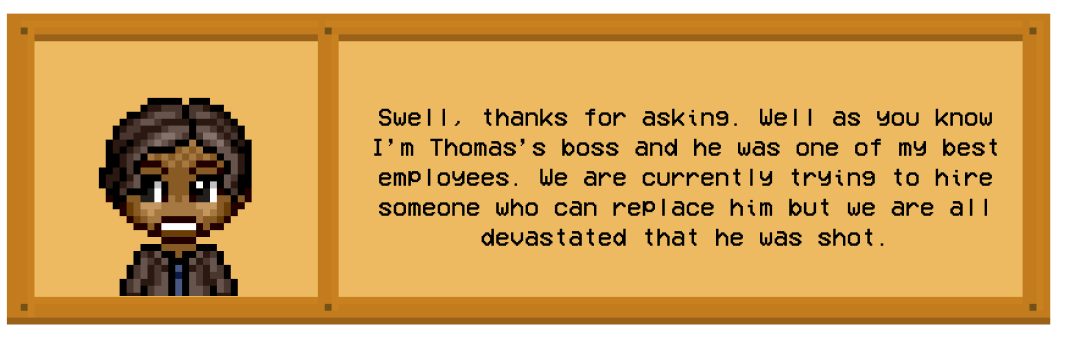 Swell, thanks for asking. Well as you know
I'm Thomas's boss and he was one of my best
employees. We are currently trying to hire
someone who can replace him but we are all
devastated that he was shot.